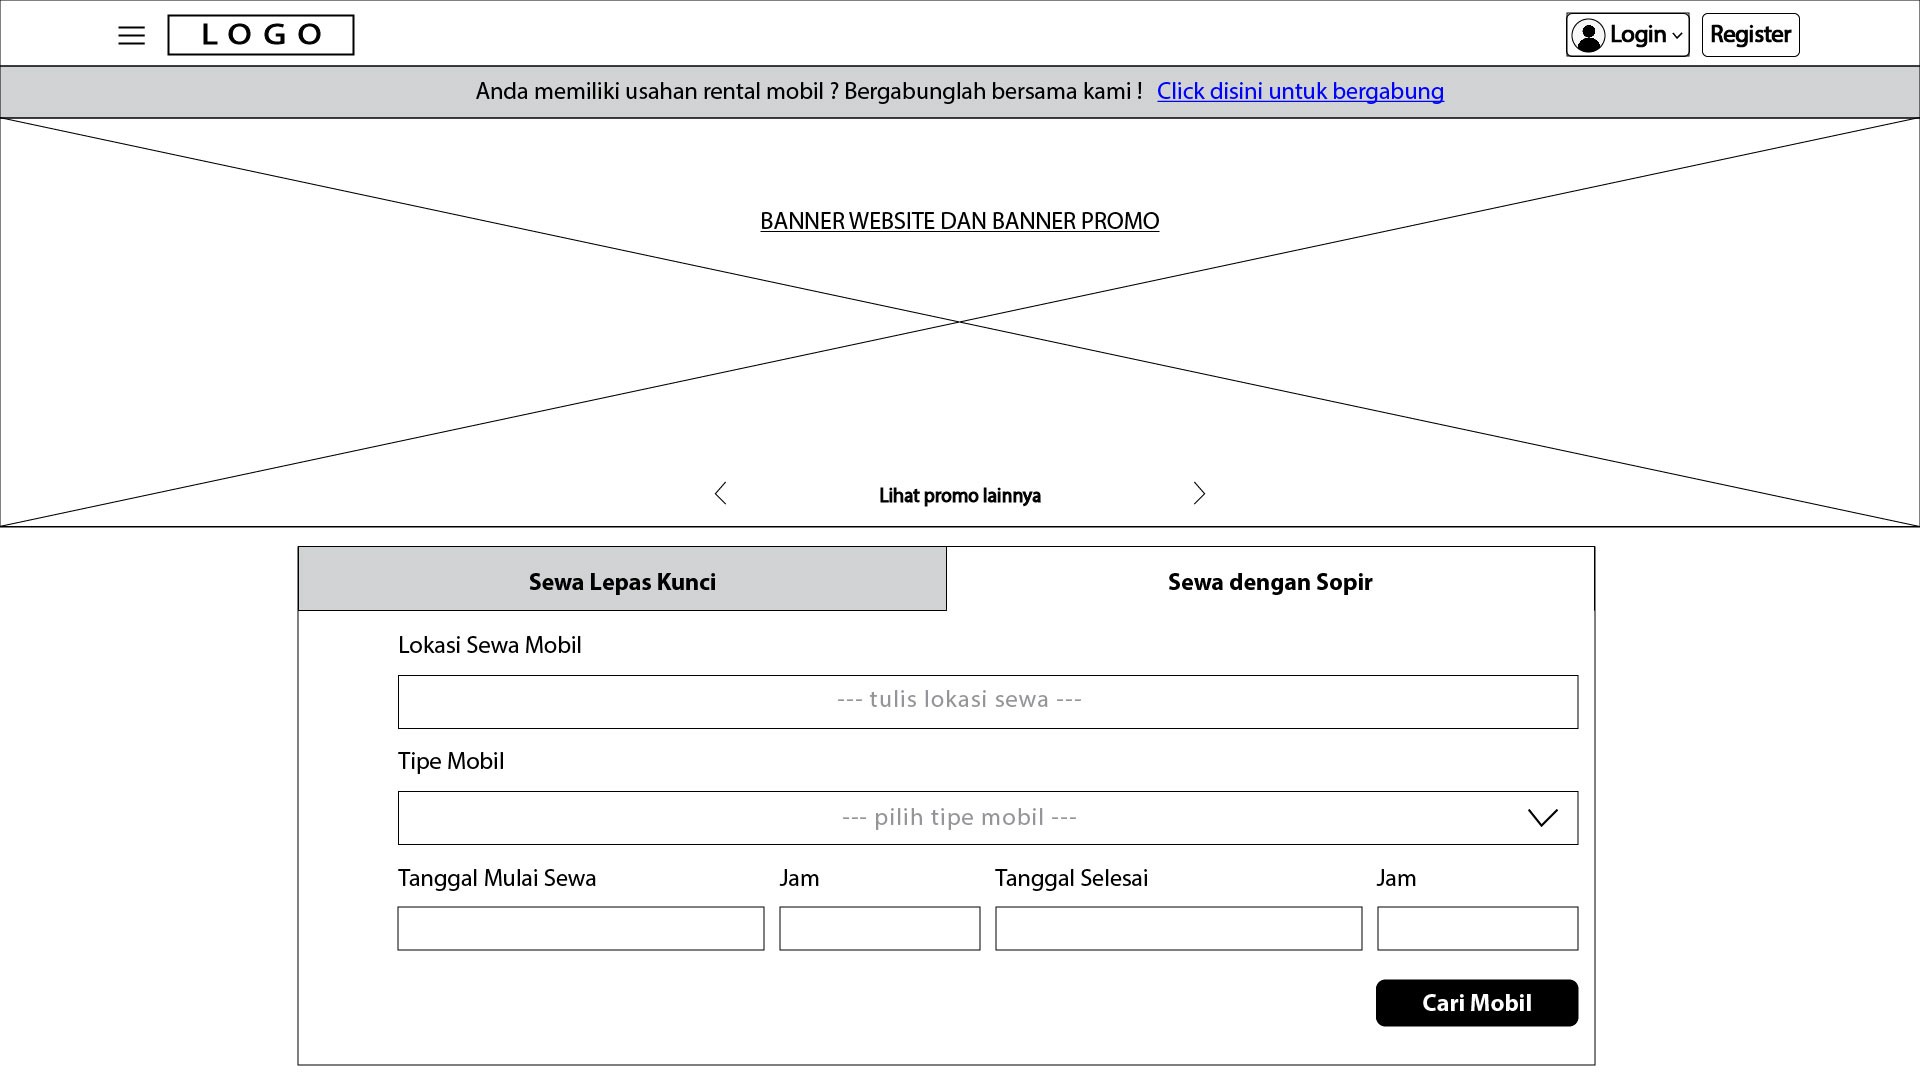 LOGO
Login
Register
Anda memiliki usahan rental mobil ? Bergabunglah bersama kami ! Click disini untuk bergabung
BANNER WEBSITE DAN BANNER PROMO
Lihat promo lainnya
Sewa Lepas Kunci
Sewa dengan Sopir
Lokasi Sewa Mobil
--- tulis lokasi sewa ---
Tipe Mobil
--- pilih tipe mobil ---
Tanggal Mulai Sewa
Jam
Tanggal Selesai
Jam
Cari Mobil